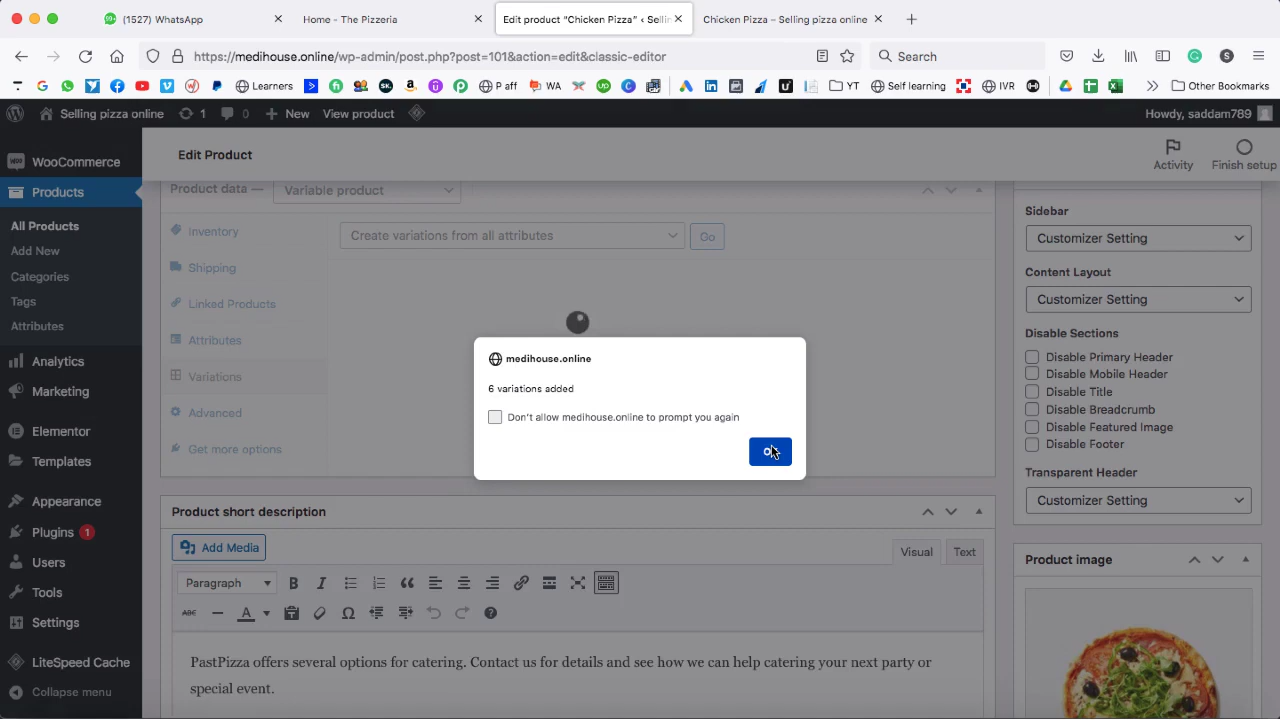 (1527) WhatsApp
Home - The Pizzeria
Edit product “Chicken Pizza” ‹ Sellin
Chicken Pizza – Selling pizza online
https://medihouse.online/wp-admin/post.php?post=101&action=edit&classic-editor
Search
Learners
P aff
WA
YT
Self learning
IVR
Other Bookmarks
Selling pizza online
1
0
New
View product
Howdy, saddam789
WooCommerce
Products
All Products
Add New
Categories
Tags
Attributes
Analytics
Marketing
Elementor
Templates
Appearance
Plugins 1
Users
Tools
Settings
LiteSpeed Cache
Collapse menu
Edit Product
Activity
Finish setup
Product data —
Variable product
Inventory
Shipping
Linked Products
Attributes
Variations
Advanced
Get more options
Create variations from all attributes
Go
medihouse.online
6 variations added
Don't allow medihouse.online to prompt you again
Product short description
Add Media
Visual
Text
Paragraph
B
I
ABC
A
PastPizza offers several options for catering. Contact us for details and see how we can help catering your next party or
special event.
Sidebar
Customizer Setting
Content Layout
Customizer Setting
Disable Sections
Disable Primary Header
Disable Mobile Header
Disable Title
Disable Breadcrumb
Disable Featured Image
Disable Footer
Transparent Header
Customizer Setting
Product image